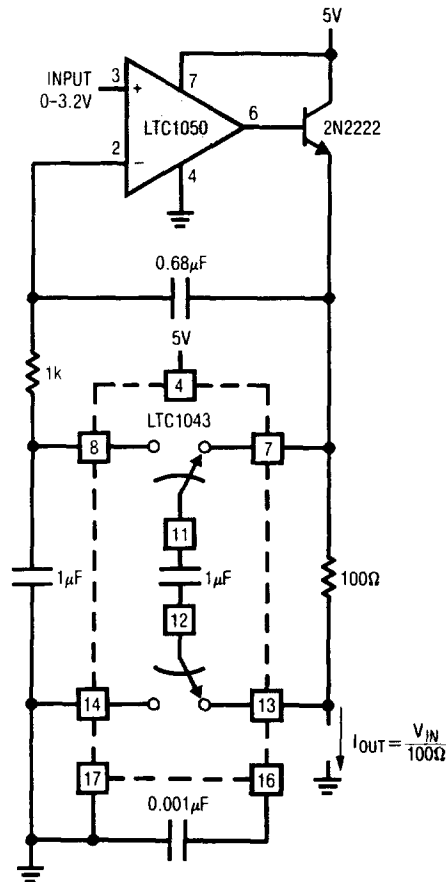 5V
INPUT
0–3.2V
3
+
7
LTC1050
6
2N2222
2
−
4
0.68µF
1k
5V
4
LTC1043
8
7
11
1µF
1µF
12
100Ω
14
13
I_OUT = V_IN/100Ω
17
16
0.001µF